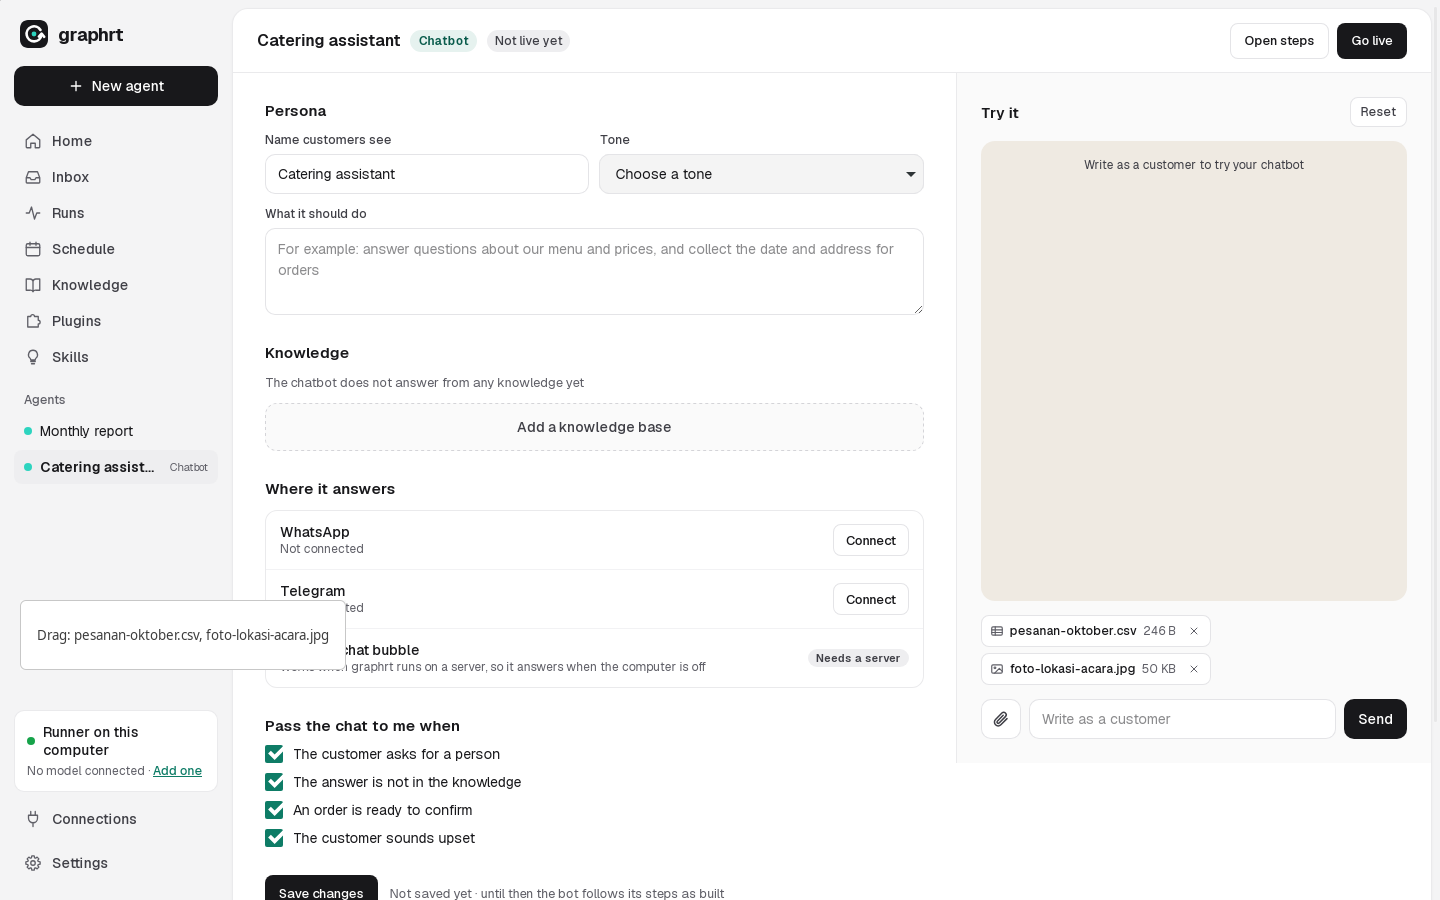 graphrt
New agent
Home
Inbox
Runs
Schedule
Knowledge
Plugins
Skills
Agents
Monthly report
Catering assist... Chatbot
Drag: pesanan-oktober.csv, foto-lokasi-acara.jpg
Runner on this
computer
No model connected · Add one
Connections
Settings
Catering assistant Chatbot Not live yet
Open steps Go live
Persona
Name customers see Tone
Catering assistant Choose a tone
What it should do
For example: answer questions about our menu and prices, and collect the date and address for
orders
Knowledge
The chatbot does not answer from any knowledge yet
Add a knowledge base
Where it answers
WhatsApp
Not connected
Connect
Telegram
Connect
chat bubble
graphrt runs on a server, so it answers when the computer is off
Needs a server
Pass the chat to me when
The customer asks for a person
The answer is not in the knowledge
An order is ready to confirm
The customer sounds upset
Save changes Not saved yet · until then the bot follows its steps as built
Try it Reset
Write as a customer to try your chatbot
pesanan-oktober.csv 246 B
foto-lokasi-acara.jpg 50 KB
Write as a customer Send